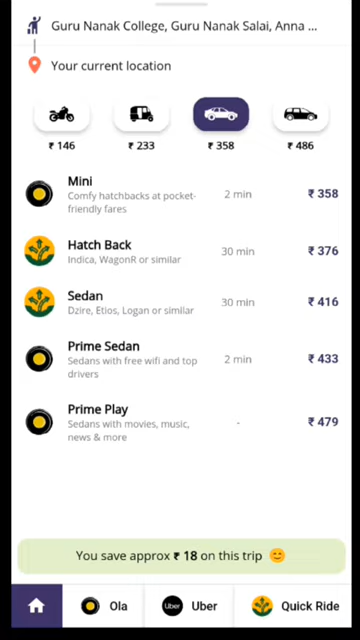 Guru Nanak College, Guru Nanak Salai, Anna ...
Your current location
₹ 146 ₹ 233 ₹ 358 ₹ 486
Mini
Comfy hatchbacks at pocket-
friendly fares
2 min ₹ 358
Hatch Back
Indica, WagonR or similar
30 min ₹ 376
Sedan
Dzire, Etios, Logan or similar
30 min ₹ 416
Prime Sedan
Sedans with free wifi and top
drivers
2 min ₹ 433
Prime Play
Sedans with movies, music,
news & more
- ₹ 479
You save approx ₹ 18 on this trip 😊
Ola Uber Uber Quick Ride